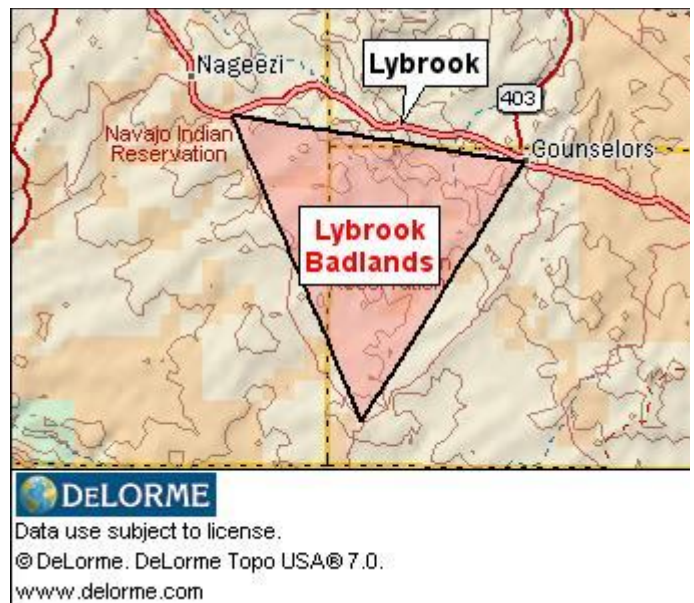 Nageezi
Lybrook
403
Navajo Indian
Reservation
Counselors
Lybrook
Badlands
DELORME
Data use subject to license.
© DeLorme. DeLorme Topo USA® 7.0.
www.delorme.com